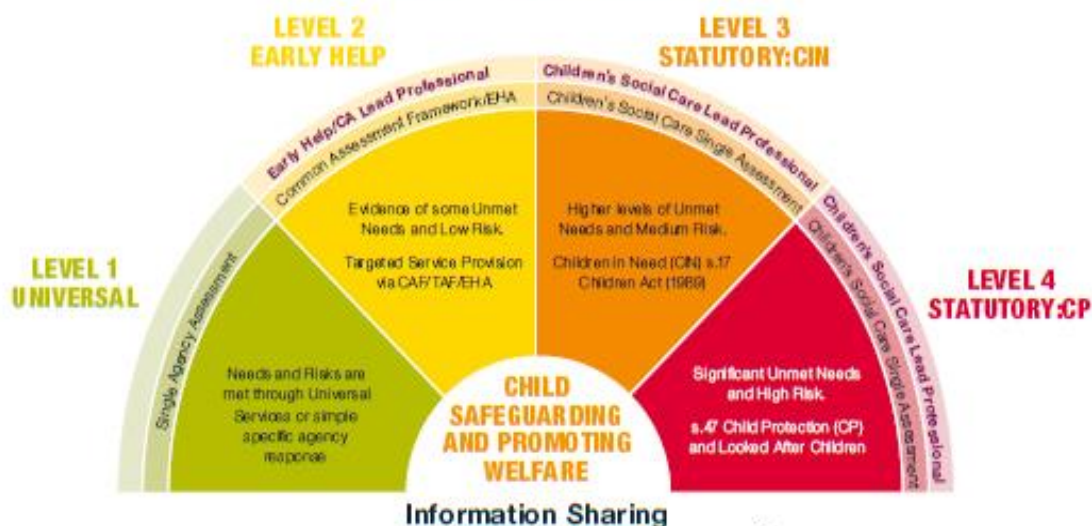 LEVEL 1
UNIVERSAL
Single Agency Assessment
Needs and Risks are
met through Universal
Services or simple
specific agency
response
LEVEL 2
EARLY HELP
Early Help/CA Lead Professional
Common Assessment Framework/EHA
Evidence of some Unmet
Needs and Low Risk.
Targeted Service Provision
via CAF/TAF/EHA
LEVEL 3
STATUTORY:CIN
Children's Social Care Lead Professional
Children's Social Care Single Assessment
Higher levels of Unmet
Needs and Medium Risk.
Children in Need (CIN) s.17
Children Act (1989)
LEVEL 4
STATUTORY:CP
Children's Social Care Lead Professional
Children's Social Care Single Assessment
Significant Unmet Needs
and High Risk.
s.47 Child Protection (CP)
and Looked After Children
CHILD
SAFEGUARDING
AND PROMOTING
WELFARE
Information Sharing